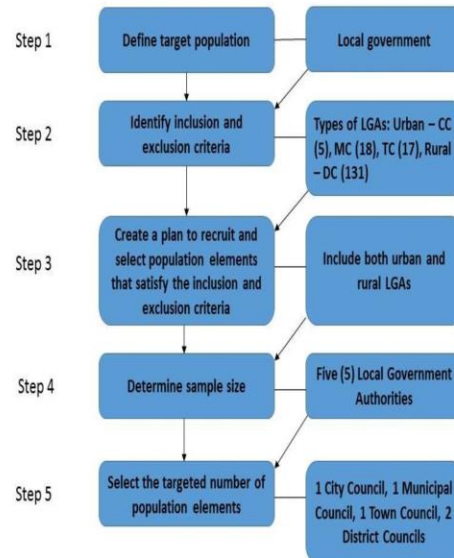 Step 1
Define target population
Local government
Step 2
Identify inclusion and
exclusion criteria
Types of LGAs: Urban – CC
(5), MC (18), TC (17), Rural
– DC (131)
Step 3
Create a plan to recruit and
select population elements
that satisfy the inclusion and
exclusion criteria
Include both urban and
rural LGAs
Step 4
Determine sample size
Five (5) Local Government
Authorities
Step 5
Select the targeted number of
population elements
1 City Council, 1 Municipal
Council, 1 Town Council, 2
District Councils